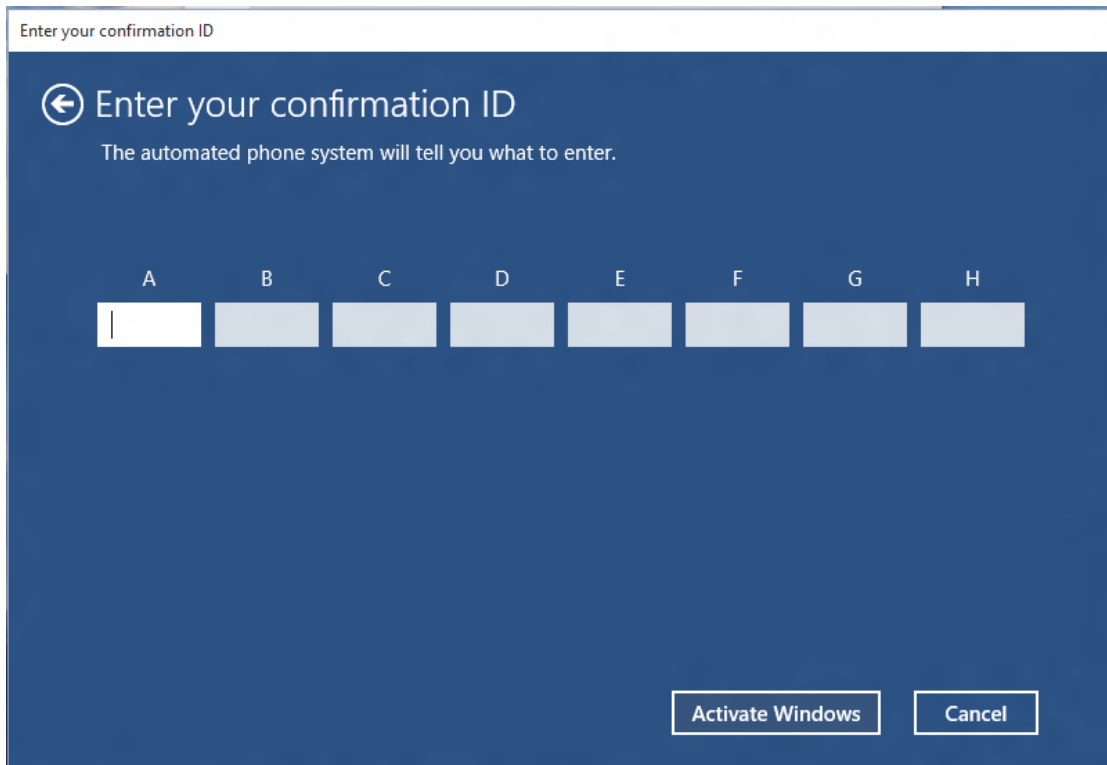 Enter your confirmation ID
Enter your confirmation ID
The automated phone system will tell you what to enter.
A B C D E F G H
Activate Windows Cancel